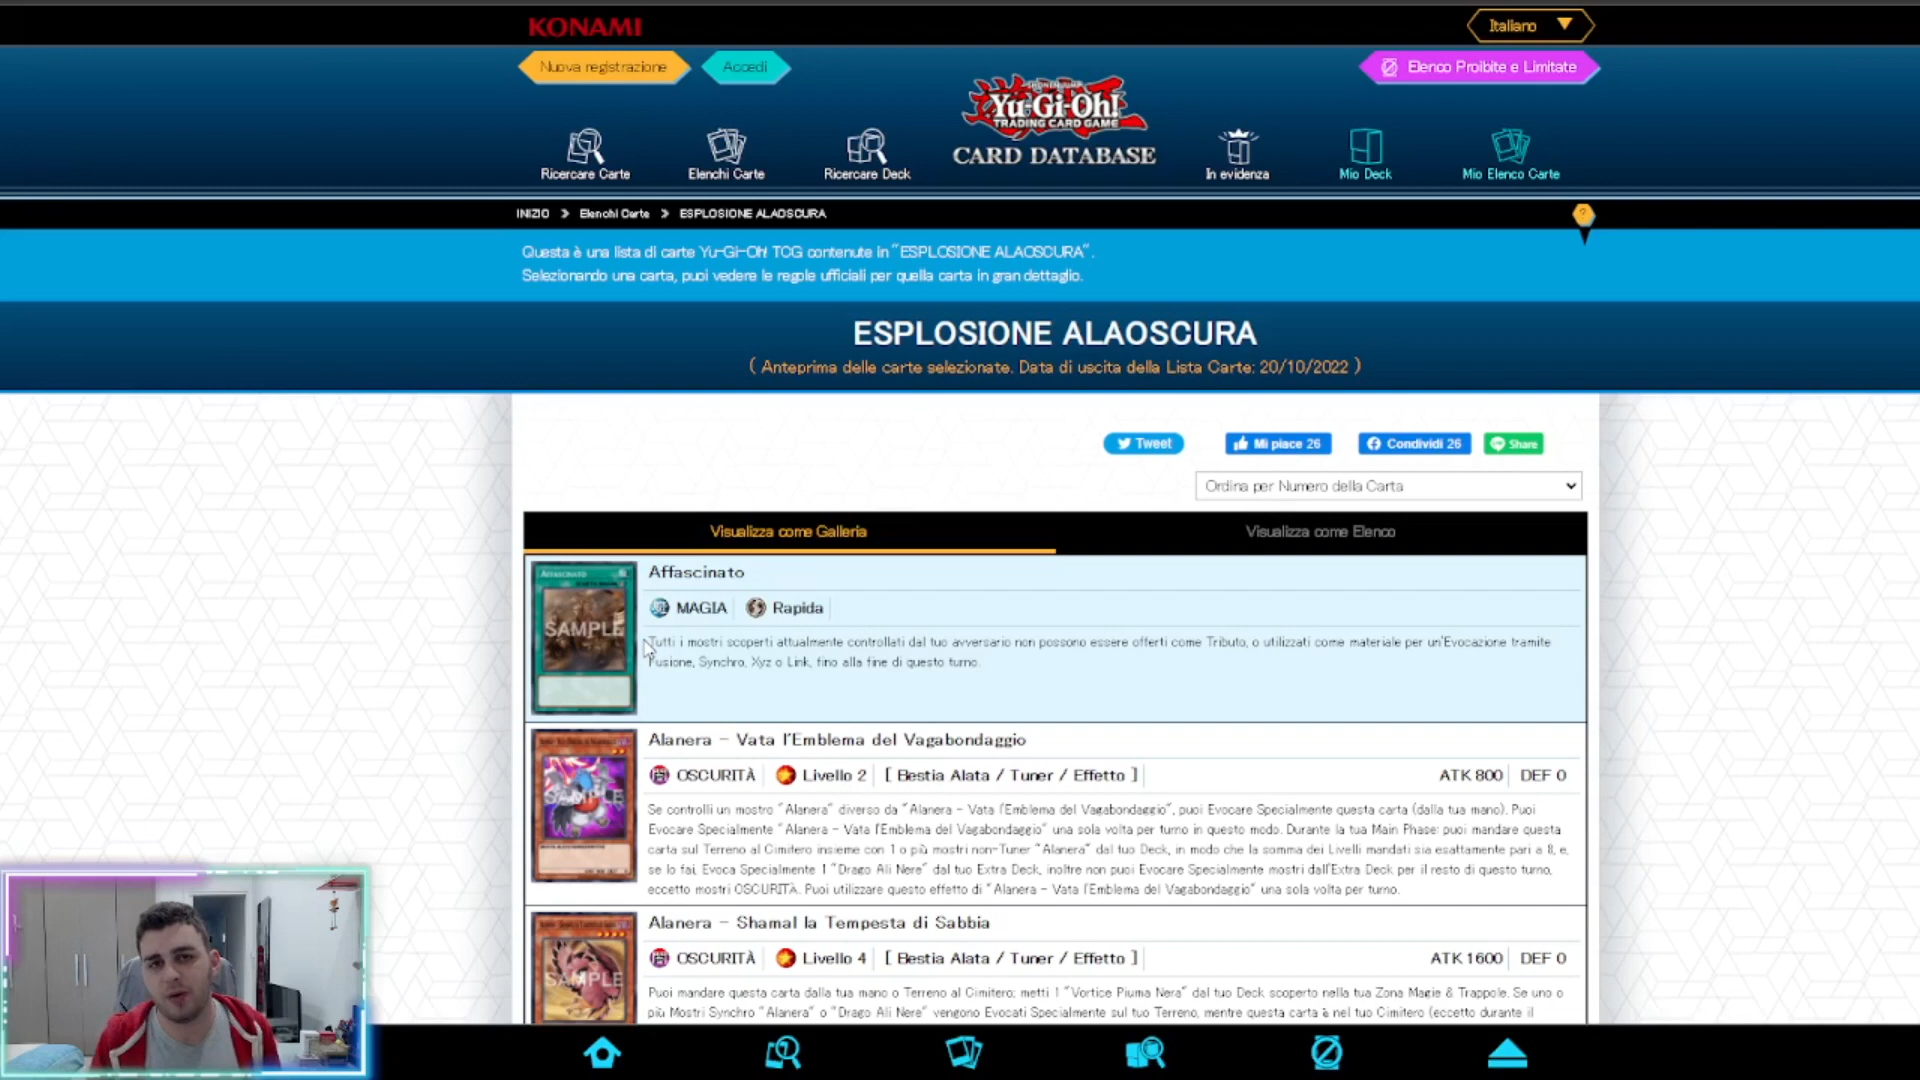 KONAMI
Italiano
Nuova registrazione
Accedi
Elenco Proibite e Limitate
Yu-Gi-Oh!
TRADING CARD GAME
CARD DATABASE
Ricercare Carte
Elenchi Carte
Ricercare Deck
In evidenza
Mio Deck
Mio Elenco Carte
INIZIO > Elenchi Carte > ESPLOSIONE ALAOSCURA
?
Questa è una lista di carte Yu-Gi-Oh! TCG contenute in "ESPLOSIONE ALAOSCURA".
Selezionando una carta, puoi vedere le regole ufficiali per quella carta in gran dettaglio.
ESPLOSIONE ALAOSCURA
( Anteprima delle carte selezionate. Data di uscita della Lista Carte: 20/10/2022 )
Tweet
Mi piace 26
Condividi 26
Share
Ordina per Numero della Carta
Visualizza come Galleria
Visualizza come Elenco
AFFASCINATO
SAMPLE
Affascinato
MAGIA
Rapida
Tutti i mostri scoperti attualmente controllati dal tuo avversario non possono essere offerti come Tributo, o utilizzati come materiale per un'Evocazione tramite
Fusione, Synchro, Xyz o Link, fino alla fine di questo turno.
SAMPLE
Alanera - Vata l'Emblema del Vagabondaggio
OSCURITÀ
Livello 2
[ Bestia Alata / Tuner / Effetto ]
ATK 800
DEF 0
Se controlli un mostro "Alanera" diverso da "Alanera - Vata l'Emblema del Vagabondaggio", puoi Evocare Specialmente questa carta (dalla tua mano). Puoi
Evocare Specialmente "Alanera - Vata l'Emblema del Vagabondaggio" una sola volta per turno in questo modo. Durante la tua Main Phase: puoi mandare questa
carta sul Terreno al Cimitero insieme con 1 o più mostri non-Tuner "Alanera" dal tuo Deck, in modo che la somma dei Livelli mandati sia esattamente pari a 8, e,
se lo fai, Evoca Specialmente 1 "Drago Ali Nere" dal tuo Extra Deck, inoltre non puoi Evocare Specialmente mostri dall'Extra Deck per il resto di questo turno,
eccetto mostri OSCURITÀ. Puoi utilizzare questo effetto di "Alanera - Vata l'Emblema del Vagabondaggio" una sola volta per turno.
SAMPLE
Alanera - Shamal la Tempesta di Sabbia
OSCURITÀ
Livello 4
[ Bestia Alata / Tuner / Effetto ]
ATK 1600
DEF 0
Puoi mandare questa carta dalla tua mano o Terreno al Cimitero; metti 1 "Vortice Piuma Nera" dal tuo Deck scoperto nella tua Zona Magie & Trappole. Se uno o
più Mostri Synchro "Alanera" o "Drago Ali Nere" vengono Evocati Specialmente sul tuo Terreno, mentre questa carta è nel tuo Cimitero (eccetto durante il